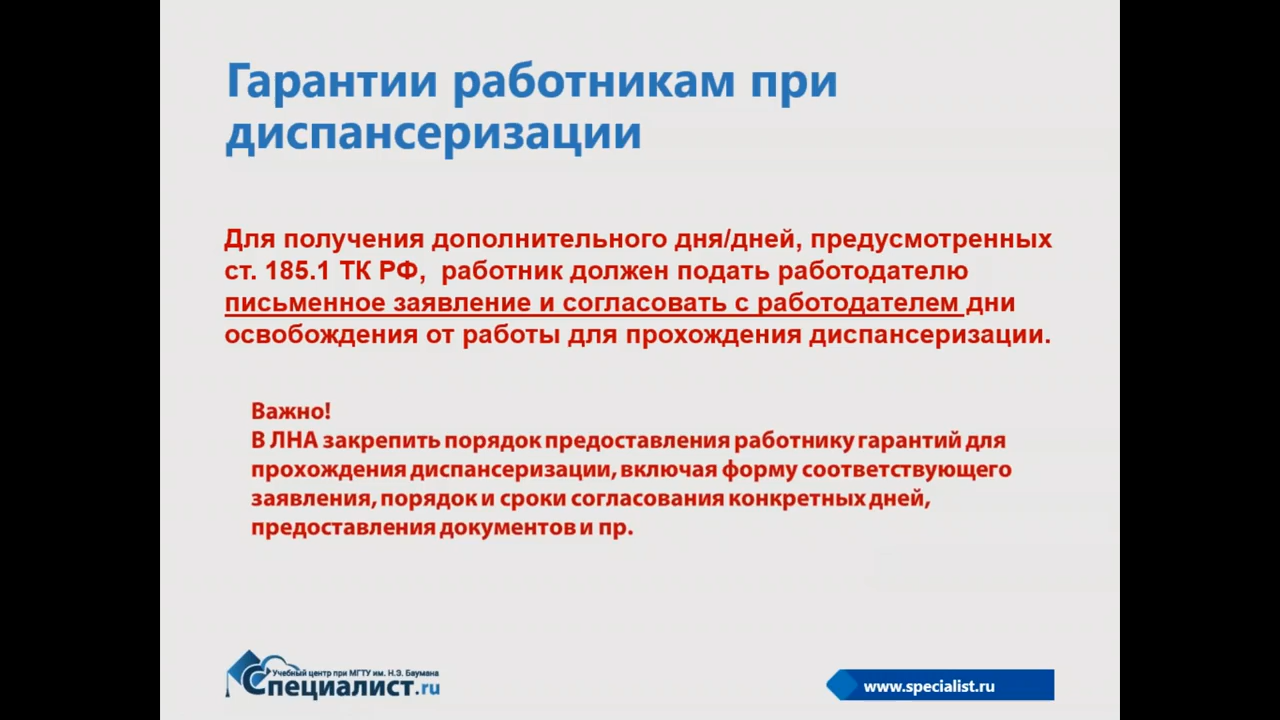 Гарантии работникам при
диспансеризации
Для получения дополнительного дня/дней, предусмотренных
ст. 185.1 ТК РФ, работник должен подать работодателю
письменное заявление и согласовать с работодателем дни
освобождения от работы для прохождения диспансеризации.
Важно!
В ЛНА закрепить порядок предоставления работнику гарантий для
прохождения диспансеризации, включая форму соответствующего
заявления, порядок и сроки согласования конкретных дней,
предоставления документов и пр.
Учебный центр при МГТУ им. Н.Э. Баумана
Специалист.ru
www.specialist.ru